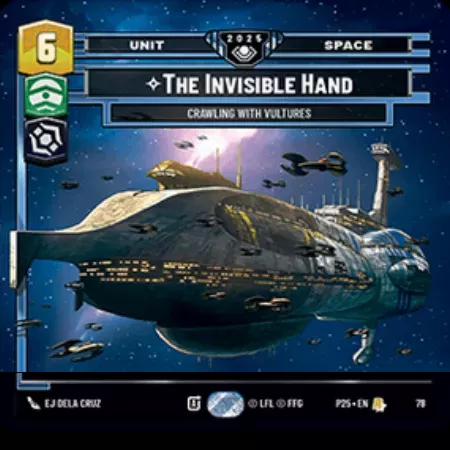 6
UNIT
2025
SPACE
THE INVISIBLE HAND
CRAWLING WITH VULTURES
EJ DELA CRUZ
© LFL © FFG
P25 • EN
78